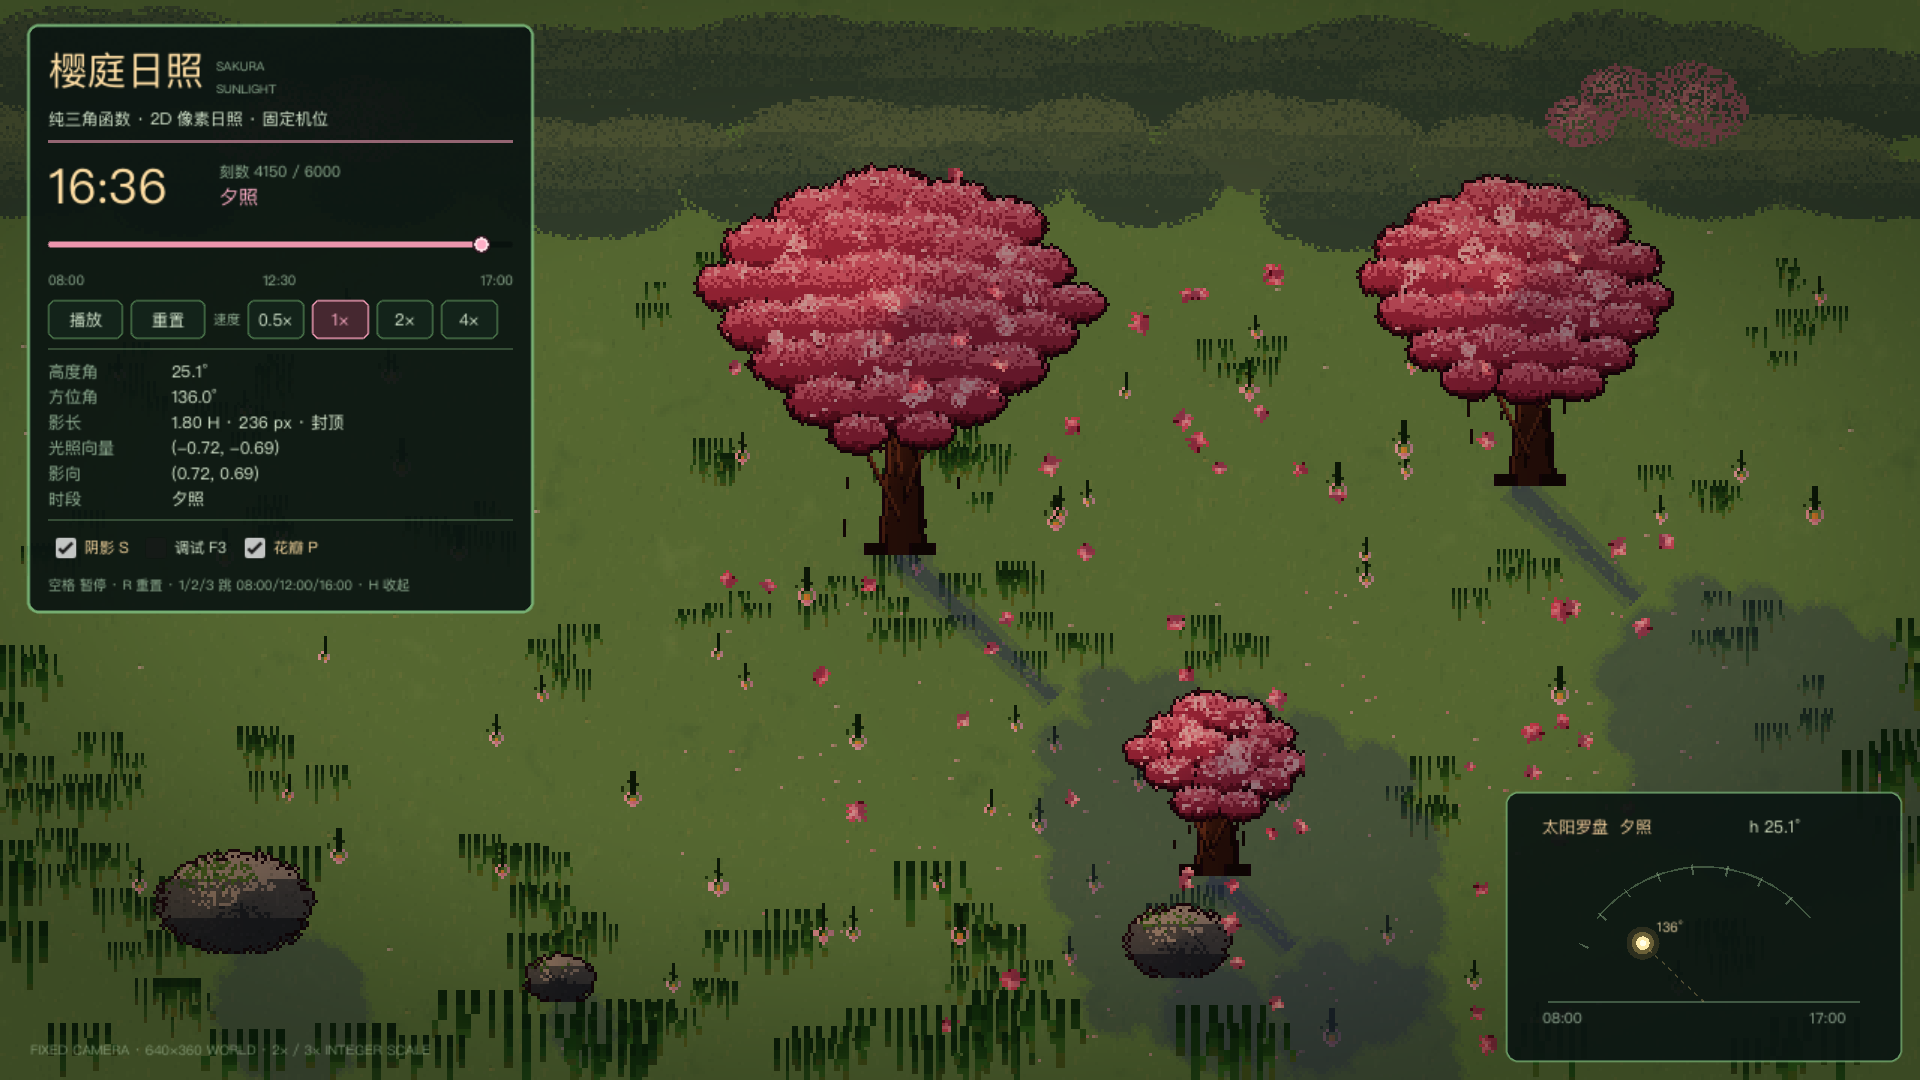 樱庭日照 SAKURA
SUNLIGHT
纯三角函数 · 2D 像素日照 · 固定机位
16:36
刻数 4150 / 6000
夕照
08:00 12:30 17:00
播放 重置 速度 0.5× 1× 2× 4×
高度角 25.1°
方位角 136.0°
影长 1.80 H · 236 px · 封顶
光照向量 (−0.72, −0.69)
影向 (0.72, 0.69)
时段 夕照
阴影 S 调试 F3 花瓣 P
空格 暂停 · R 重置 · 1/2/3 跳 08:00/12:00/16:00 · H 收起
太阳罗盘 夕照 h 25.1°
136°
08:00 17:00
FIXED CAMERA · 640×360 WORLD · 2× / 3× INTEGER SCALE